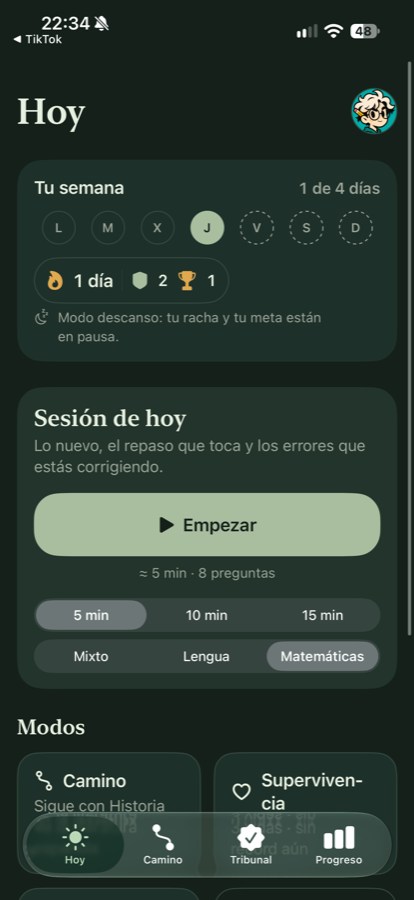 22:34
◀ TikTok
48
Hoy
Tu semana
1 de 4 días
L M X J V S D
1 día 2 1
Modo descanso: tu racha y tu meta están
en pausa.
Sesión de hoy
Lo nuevo, el repaso que toca y los errores que
estás corrigiendo.
Empezar
≈ 5 min · 8 preguntas
5 min 10 min 15 min
Mixto Lengua Matemáticas
Modos
Camino
Sigue con Historia
Superviven-
cia
Hoy Camino Tribunal Progreso